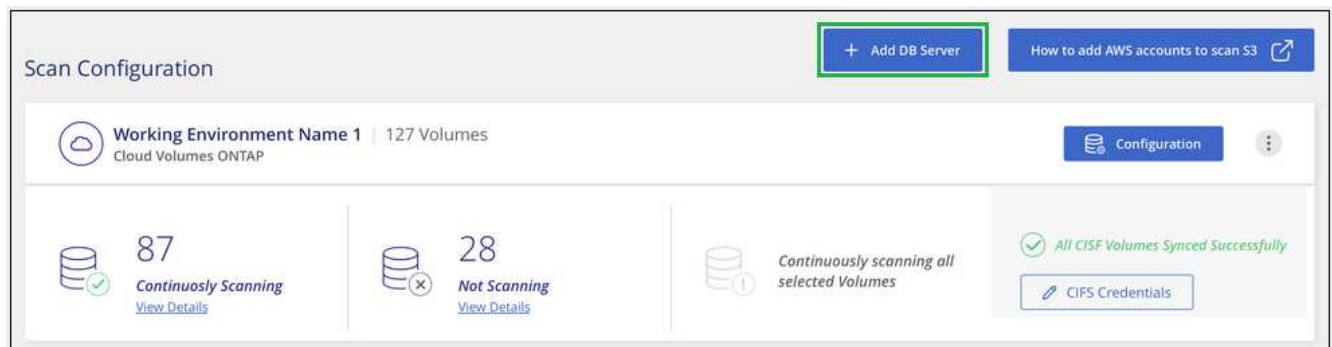 + Add DB Server
How to add AWS accounts to scan S3
Scan Configuration
Working Environment Name 1 | 127 Volumes
Cloud Volumes ONTAP
Configuration
87
Continuosly Scanning
View Details
28
Not Scanning
View Details
Continuously scanning all
selected Volumes
All CISF Volumes Synced Successfully
CIFS Credentials